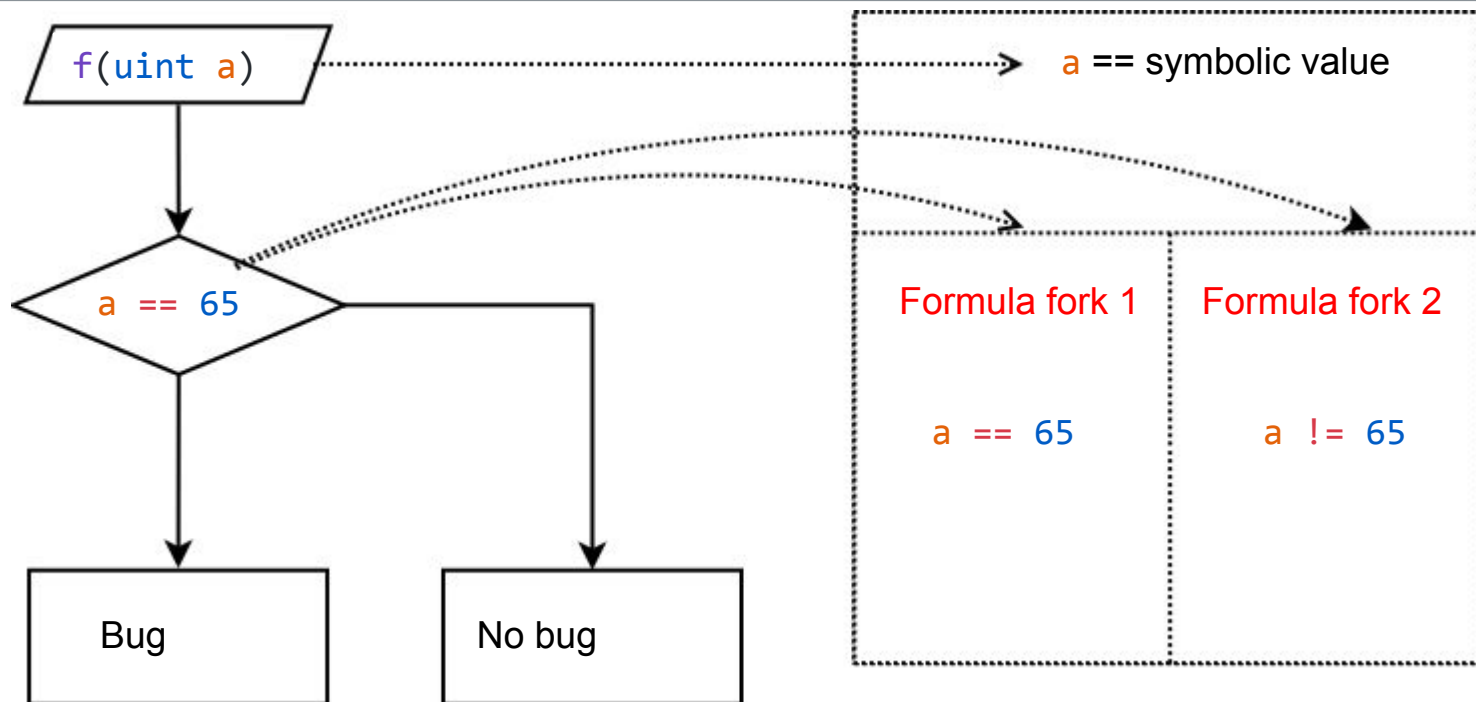 f(uint a)
a == symbolic value
a == 65
Formula fork 1
Formula fork 2
a == 65
a != 65
Bug
No bug